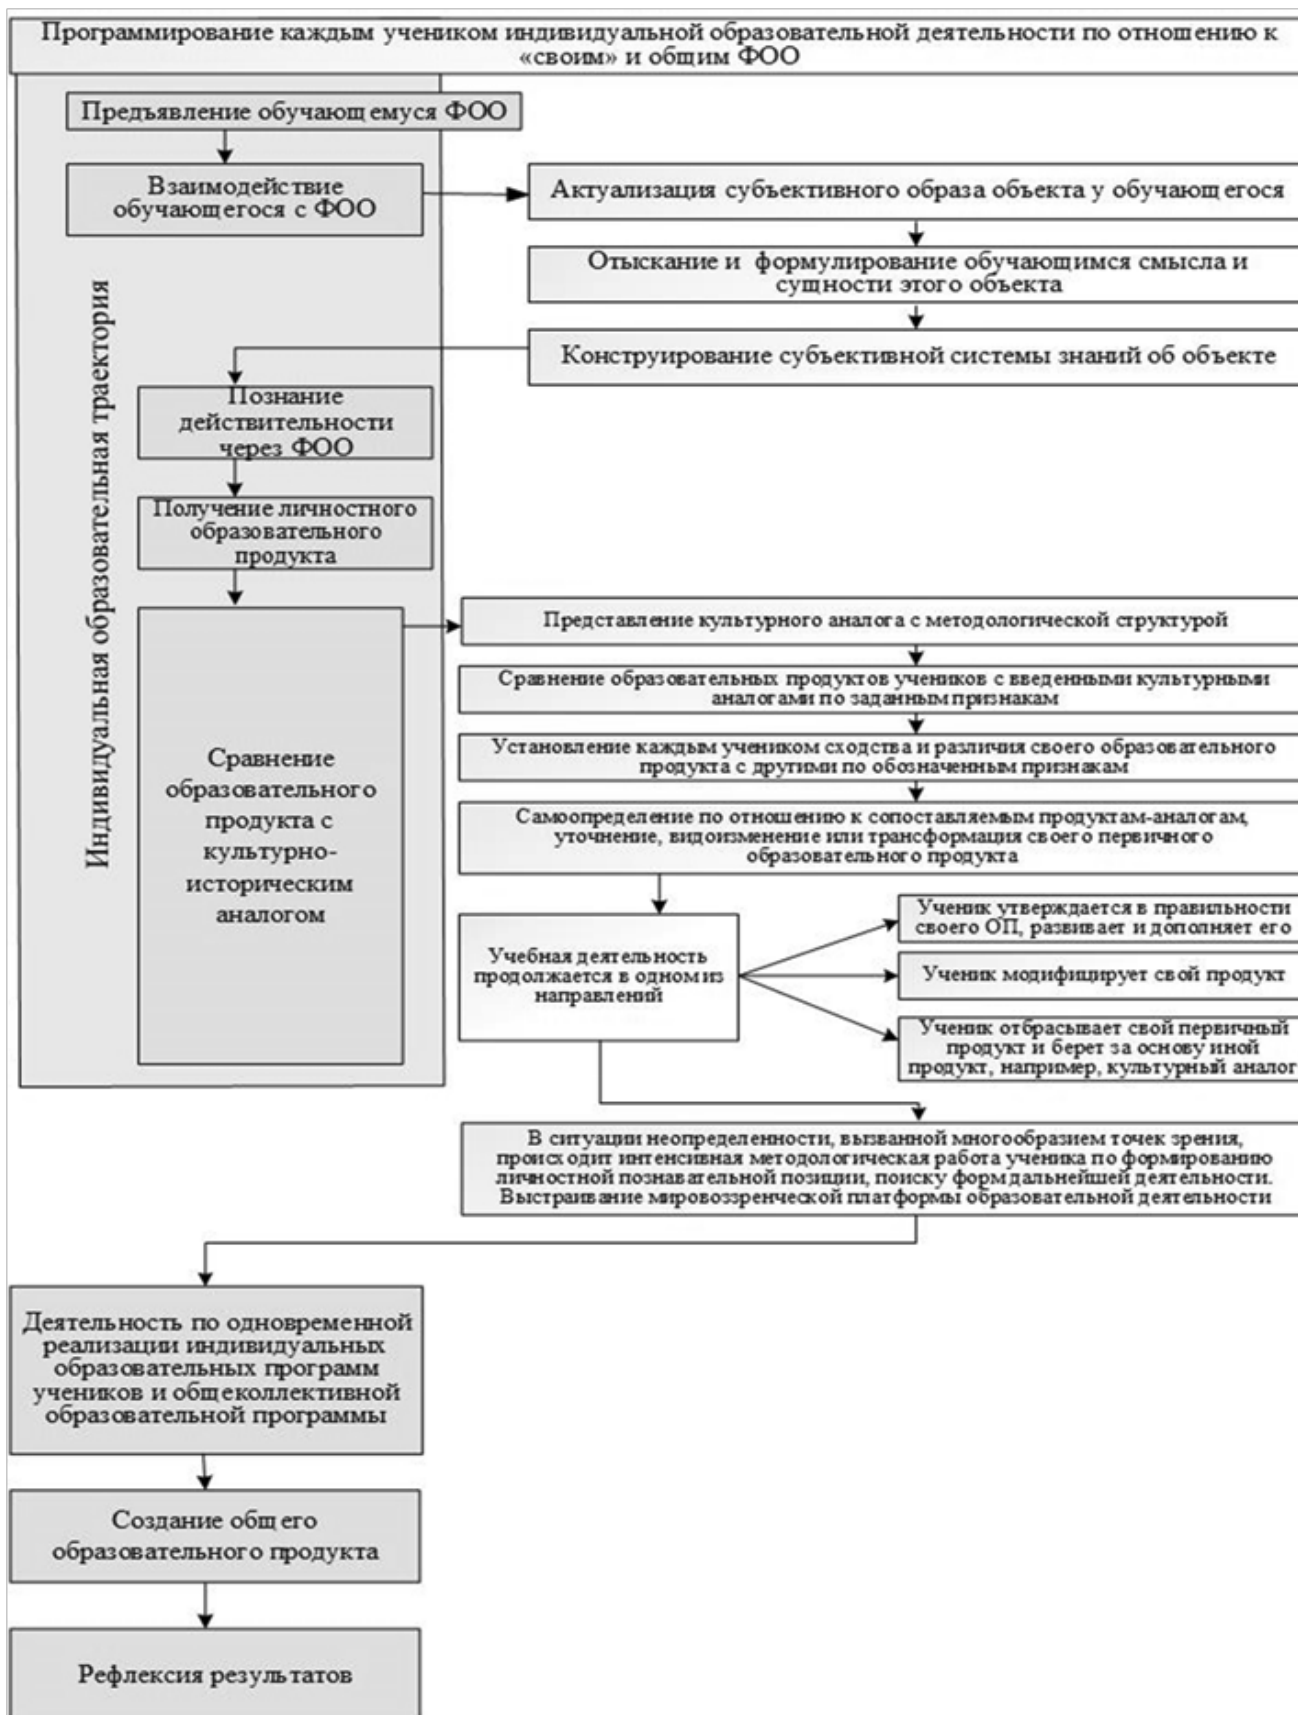 Программирование каждым учеником индивидуальной образовательной деятельности по отношению к
«своим» и общим ФОО
Предъявление обучающемуся ФОО
Взаимодействие
обучающегося с ФОО
Актуализация субъективного образа объекта у обучающегося
Отыскание и формулирование обучающимся смысла и
сущности этого объекта
Конструирование субъективной системы знаний об объекте
Индивидуальная образовательная траектория
Познание
действительности
через ФОО
Получение личностного
образовательного
продукта
Сравнение
образовательного
продукта с
культурно-
историческим
аналогом
Представление культурного аналога с методологической структурой
Сравнение образовательных продуктов учеников с введенными культурными
аналогами по заданным признакам
Установление каждым учеником сходства и различия своего образовательного
продукта с другими по обозначенным признакам
Самоопределение по отношению к сопоставляемым продуктам-аналогам,
уточнение, видоизменение или трансформация своего первичного
образовательного продукта
Учебная деятельность
продолжается в одном из
направлений
Ученик утверждается в правильности
своего ОП, развивает и дополняет его
Ученик модифицирует свой продукт
Ученик отбрасывает свой первичный
продукт и берет за основу иной
продукт, например, культурный аналог
В ситуации неопределенности, вызванной многообразием точек зрения,
происходит интенсивная методологическая работа ученика по формированию
личностной познавательной позиции, поиску форм дальнейшей деятельности.
Выстраивание мировоззренческой платформы образовательной деятельности
Деятельность по одновременной
реализации индивидуальных
образовательных программ
учеников и общеколлективной
образовательной программы
Создание общего
образовательного продукта
Рефлексия результатов